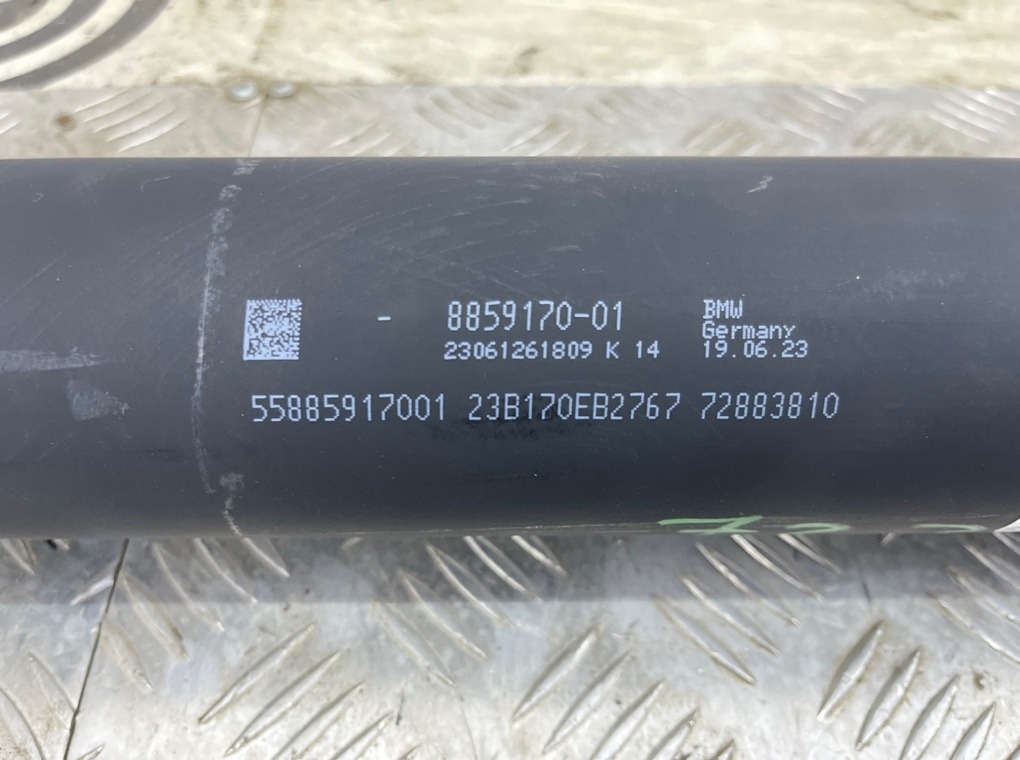 - 8859170-01 BMW
Germany
23061261809 K 14 19.06.23
55885917001 23B170EB2767 72883810